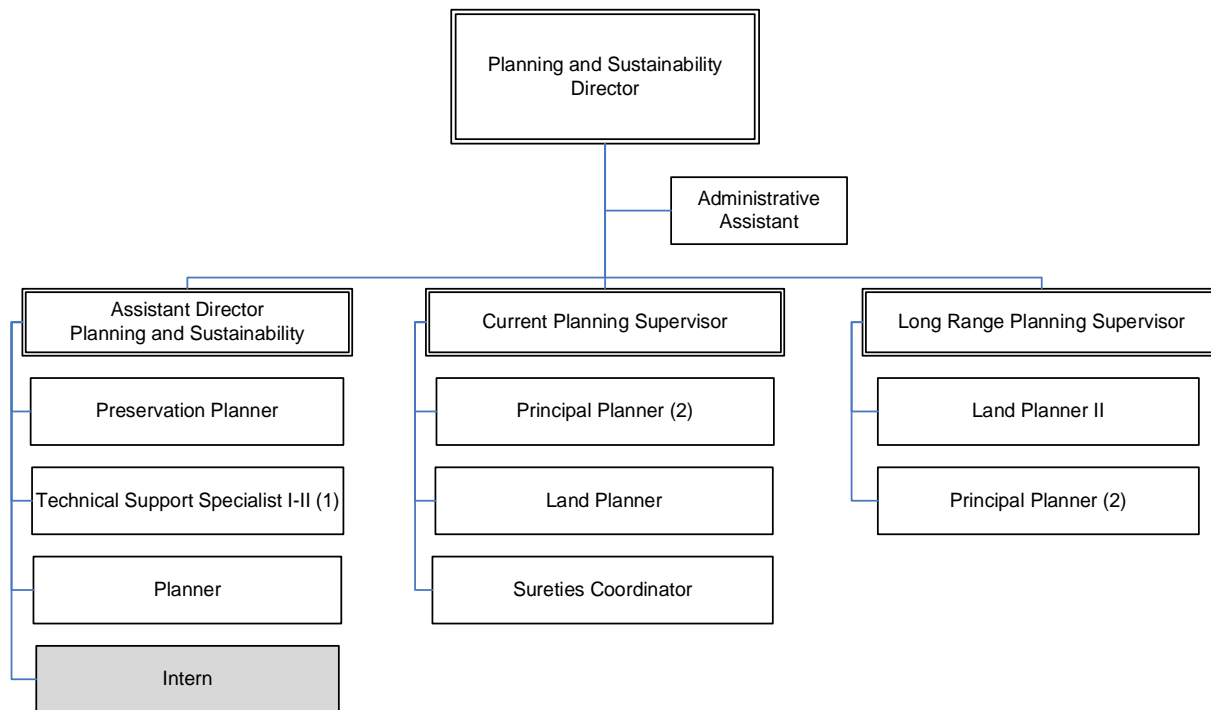 Planning and Sustainability
Director
Administrative
Assistant
Assistant Director
Planning and Sustainability
Preservation Planner
Technical Support Specialist I-II (1)
Planner
Intern
Current Planning Supervisor
Principal Planner (2)
Land Planner
Sureties Coordinator
Long Range Planning Supervisor
Land Planner II
Principal Planner (2)